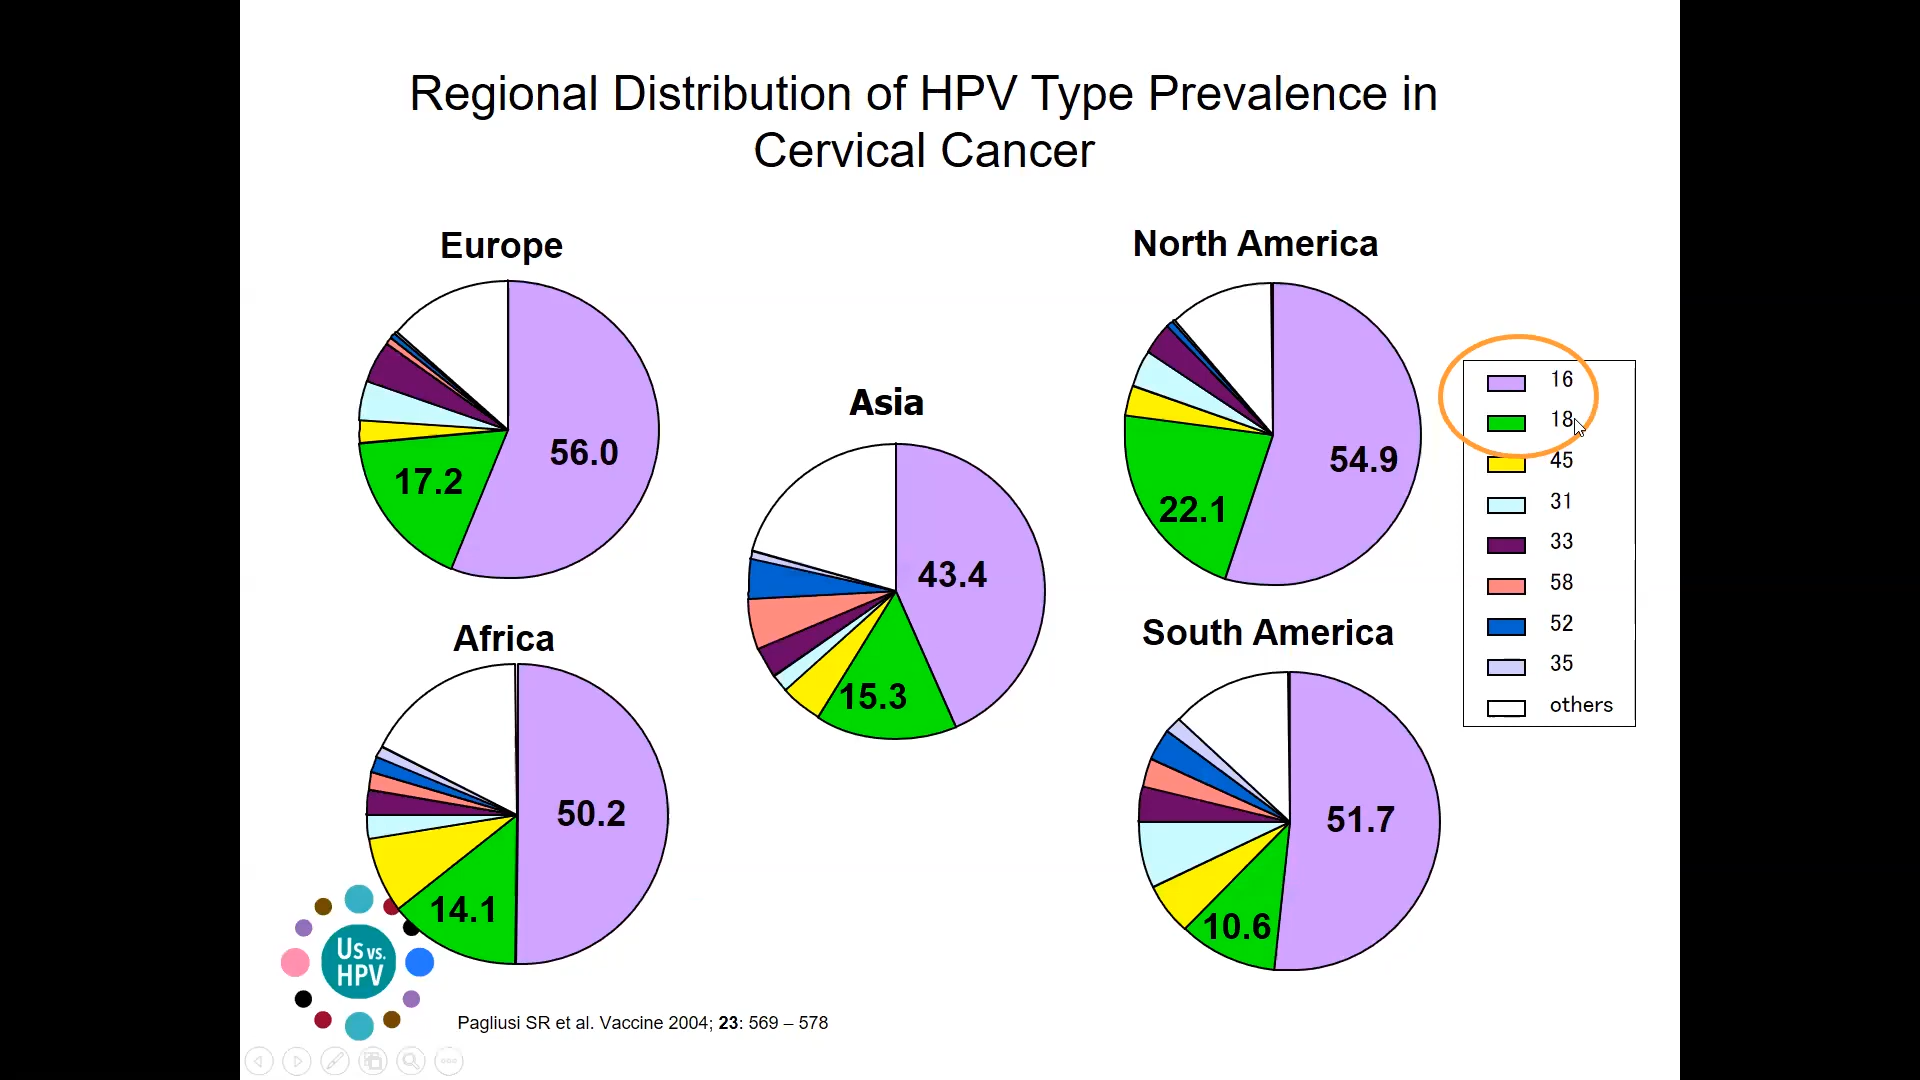 Regional Distribution of HPV Type Prevalence in
Cervical Cancer
Europe
56.0
17.2
North America
54.9
22.1
Asia
43.4
15.3
16
18
45
31
33
58
52
35
others
Africa
50.2
14.1
South America
51.7
10.6
Us vs.
HPV
Pagliusi SR et al. Vaccine 2004; 23: 569 – 578